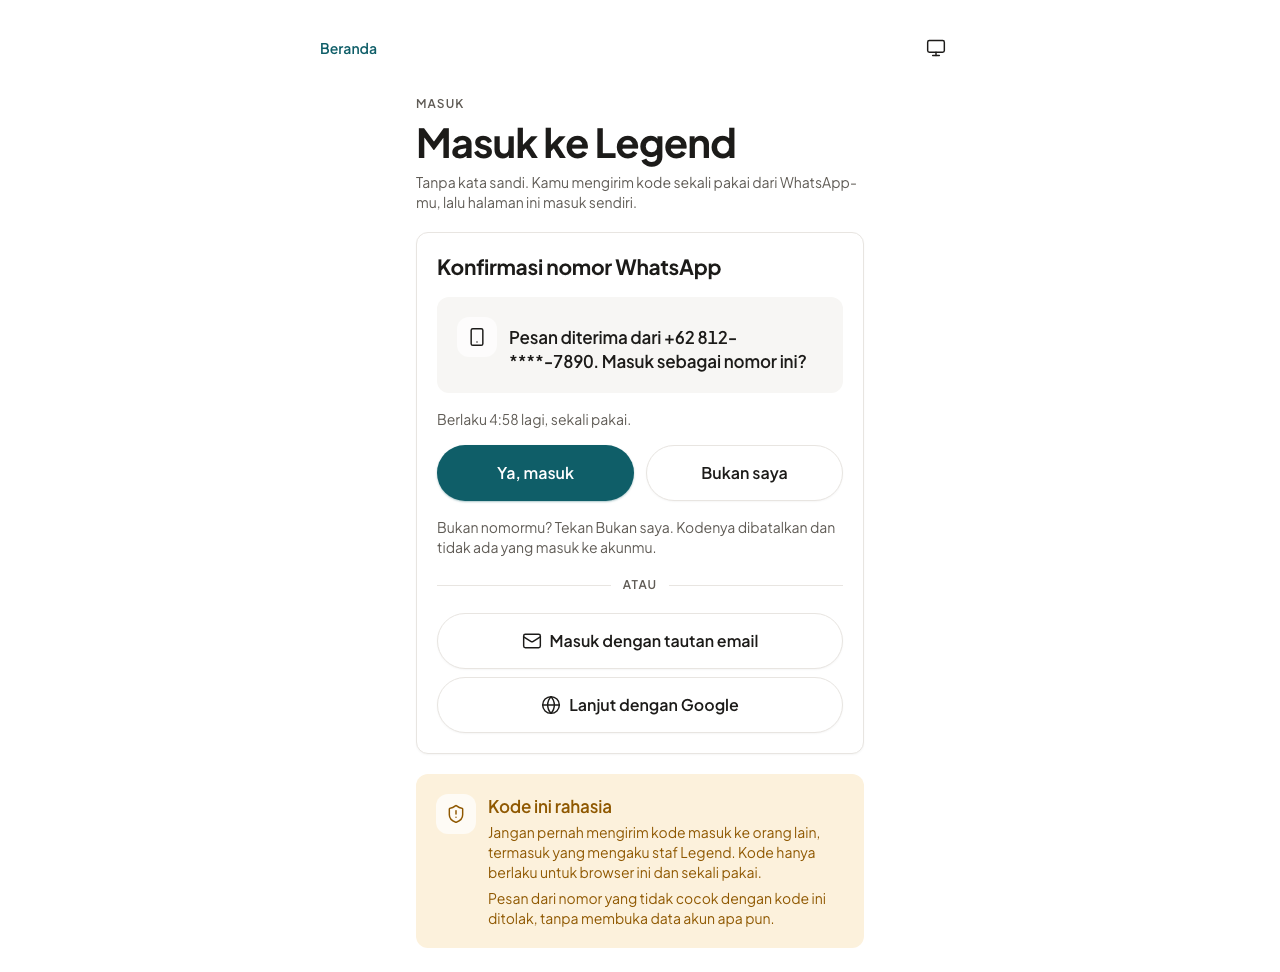 Beranda
MASUK
Masuk ke Legend
Tanpa kata sandi. Kamu mengirim kode sekali pakai dari WhatsApp-
mu, lalu halaman ini masuk sendiri.
Konfirmasi nomor WhatsApp
Pesan diterima dari +62 812-
****-7890. Masuk sebagai nomor ini?
Berlaku 4:58 lagi, sekali pakai.
Ya, masuk
Bukan saya
Bukan nomormu? Tekan Bukan saya. Kodenya dibatalkan dan
tidak ada yang masuk ke akunmu.
ATAU
Masuk dengan tautan email
Lanjut dengan Google
Kode ini rahasia
Jangan pernah mengirim kode masuk ke orang lain,
termasuk yang mengaku staf Legend. Kode hanya
berlaku untuk browser ini dan sekali pakai.
Pesan dari nomor yang tidak cocok dengan kode ini
ditolak, tanpa membuka data akun apa pun.